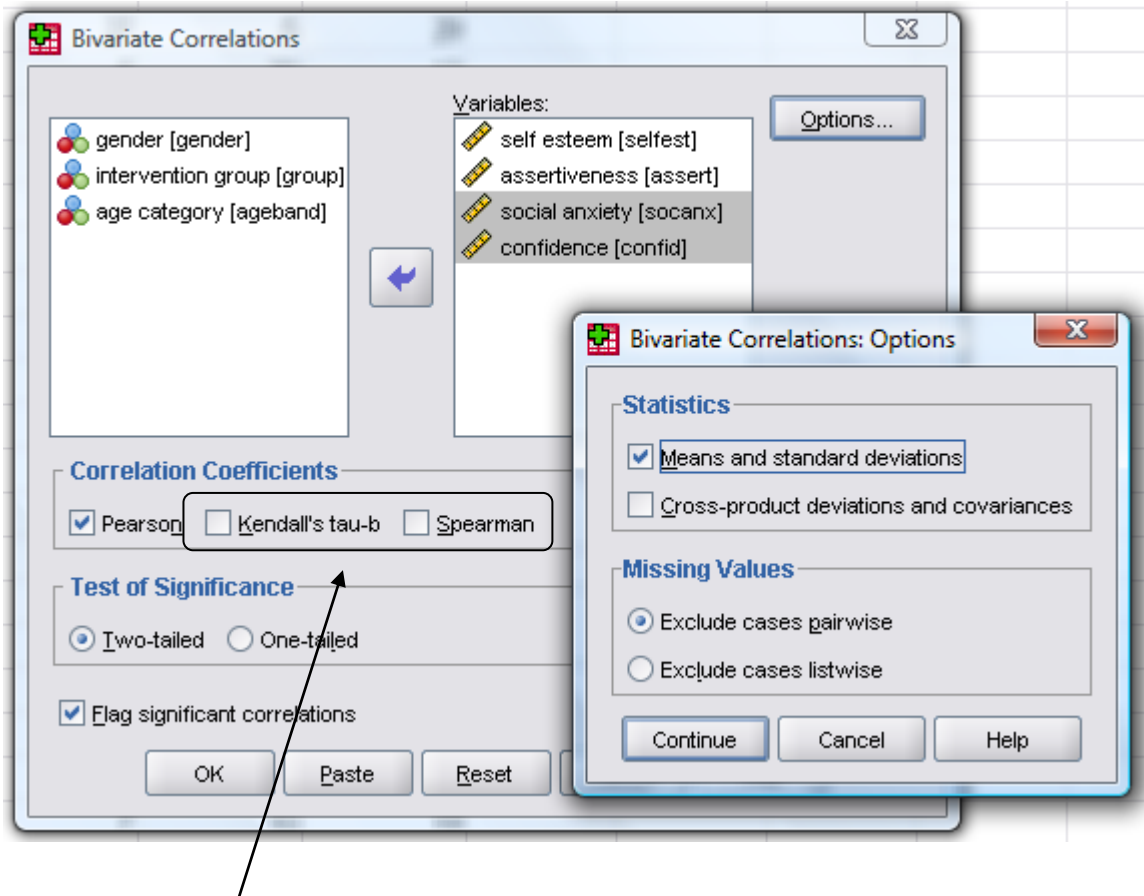 Bivariate Correlations
Variables:
Options...
gender [gender]
intervention group [group]
age category [ageband]
self esteem [selfest]
assertiveness [assert]
social anxiety [socanx]
confidence [confid]
Correlation Coefficients
Pearson Kendall's tau-b Spearman
Test of Significance
Two-tailed One-tailed
Flag significant correlations
OK Paste Reset
Bivariate Correlations: Options
Statistics
Means and standard deviations
Cross-product deviations and covariances
Missing Values
Exclude cases pairwise
Exclude cases listwise
Continue Cancel Help